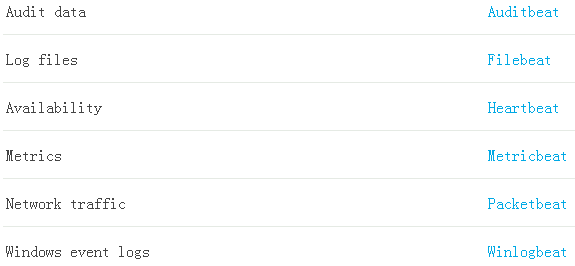 Audit data Auditbeat
Log files Filebeat
Availability Heartbeat
Metrics Metricbeat
Network traffic Packetbeat
Windows event logs Winlogbeat